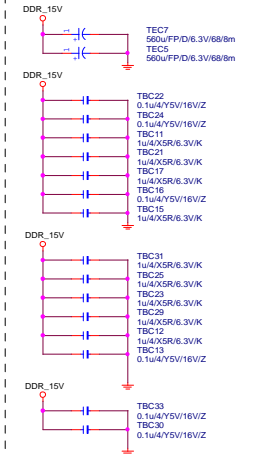 DDR_15V
1
+
TEC7
560u/FP/D/6.3V/68/8m
1
+
TEC5
560u/FP/D/6.3V/68/8m
DDR_15V
TBC22
0.1u/4/Y5V/16V/Z
TBC24
0.1u/4/Y5V/16V/Z
TBC11
1u/4/X5R/6.3V/K
TBC21
1u/4/X5R/6.3V/K
TBC17
1u/4/X5R/6.3V/K
TBC16
0.1u/4/Y5V/16V/Z
TBC15
1u/4/X5R/6.3V/K
DDR_15V
TBC31
1u/4/X5R/6.3V/K
TBC25
1u/4/X5R/6.3V/K
TBC23
1u/4/X5R/6.3V/K
TBC29
1u/4/X5R/6.3V/K
TBC12
1u/4/X5R/6.3V/K
TBC13
0.1u/4/Y5V/16V/Z
DDR_15V
TBC33
0.1u/4/Y5V/16V/Z
TBC30
0.1u/4/Y5V/16V/Z